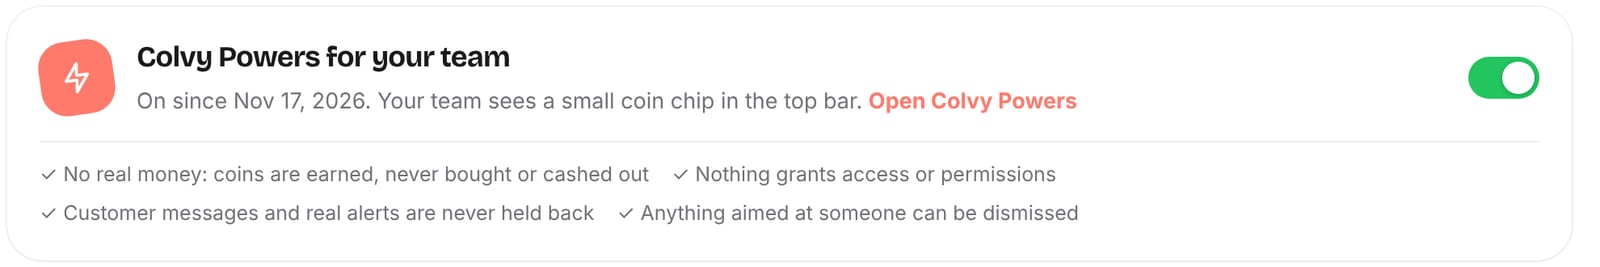 Colvy Powers for your team
On since Nov 17, 2026. Your team sees a small coin chip in the top bar. Open Colvy Powers
✓ No real money: coins are earned, never bought or cashed out ✓ Nothing grants access or permissions
✓ Customer messages and real alerts are never held back ✓ Anything aimed at someone can be dismissed